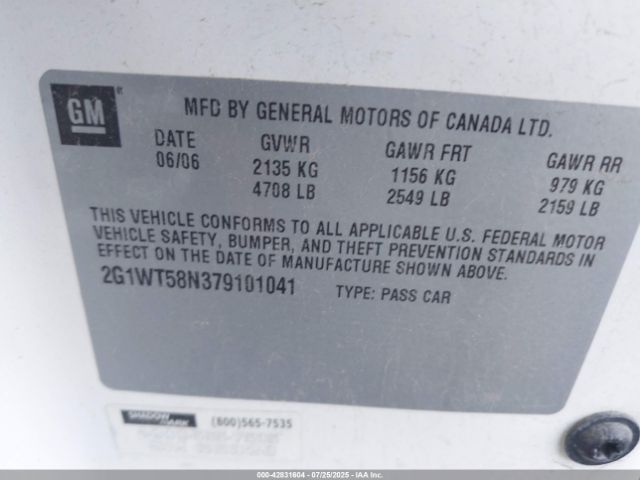 GM
MFD BY GENERAL MOTORS OF CANADA LTD.
DATE GVWR GAWR FRT GAWR RR
06/06 2135 KG 1156 KG 979 KG
4708 LB 2549 LB 2159 LB
THIS VEHICLE CONFORMS TO ALL APPLICABLE U.S. FEDERAL MOTOR
VEHICLE SAFETY, BUMPER, AND THEFT PREVENTION STANDARDS IN
EFFECT ON THE DATE OF MANUFACTURE SHOWN ABOVE.
2G1WT58N379101041 TYPE: PASS CAR
SHADOW MARK (800)565-7535
000-42831604 | 07/25/2025 | IAA Inc.